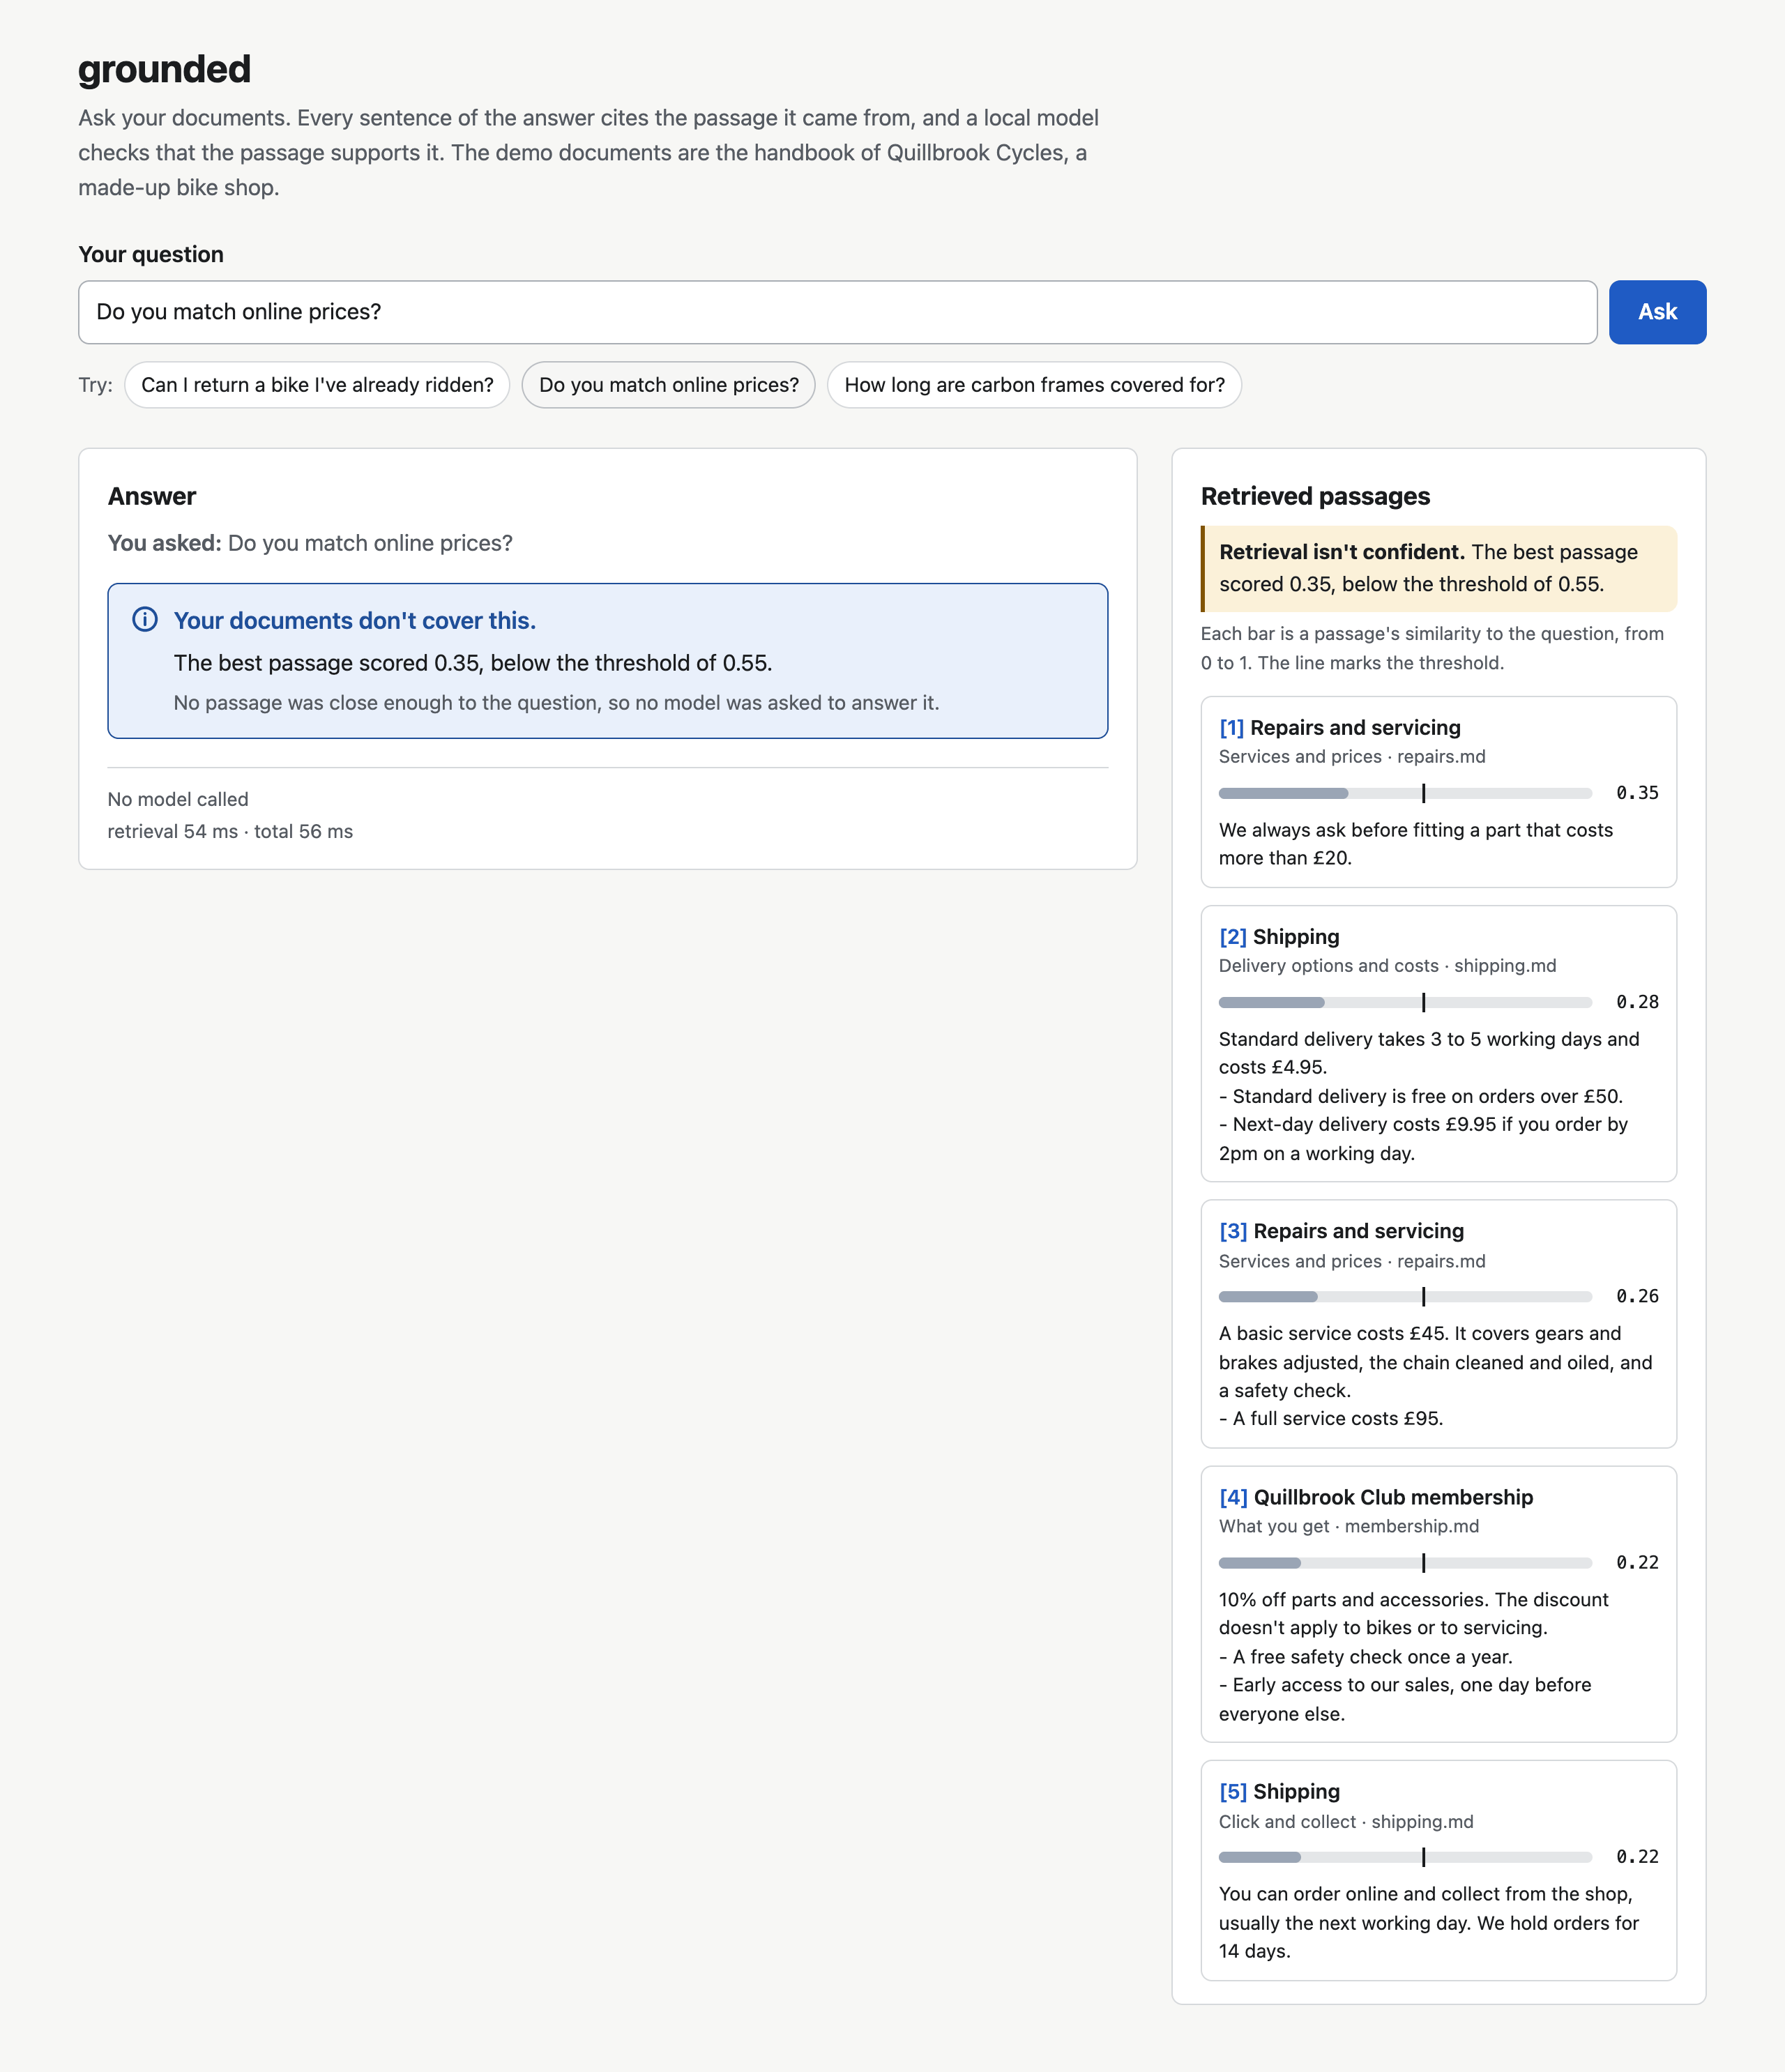 grounded
Ask your documents. Every sentence of the answer cites the passage it came from, and a local model
checks that the passage supports it. The demo documents are the handbook of Quillbrook Cycles, a
made-up bike shop.
Your question
Do you match online prices?
Ask
Try:
Can I return a bike I've already ridden?
Do you match online prices?
How long are carbon frames covered for?
Answer
You asked: Do you match online prices?
Your documents don't cover this.
The best passage scored 0.35, below the threshold of 0.55.
No passage was close enough to the question, so no model was asked to answer it.
No model called
retrieval 54 ms · total 56 ms
Retrieved passages
Retrieval isn't confident. The best passage
scored 0.35, below the threshold of 0.55.
Each bar is a passage's similarity to the question, from
0 to 1. The line marks the threshold.
[1] Repairs and servicing
Services and prices · repairs.md
0.35
We always ask before fitting a part that costs
more than £20.
[2] Shipping
Delivery options and costs · shipping.md
0.28
Standard delivery takes 3 to 5 working days and
costs £4.95.
- Standard delivery is free on orders over £50.
- Next-day delivery costs £9.95 if you order by
2pm on a working day.
[3] Repairs and servicing
Services and prices · repairs.md
0.26
A basic service costs £45. It covers gears and
brakes adjusted, the chain cleaned and oiled, and
a safety check.
- A full service costs £95.
[4] Quillbrook Club membership
What you get · membership.md
0.22
10% off parts and accessories. The discount
doesn't apply to bikes or to servicing.
- A free safety check once a year.
- Early access to our sales, one day before
everyone else.
[5] Shipping
Click and collect · shipping.md
0.22
You can order online and collect from the shop,
usually the next working day. We hold orders for
14 days.